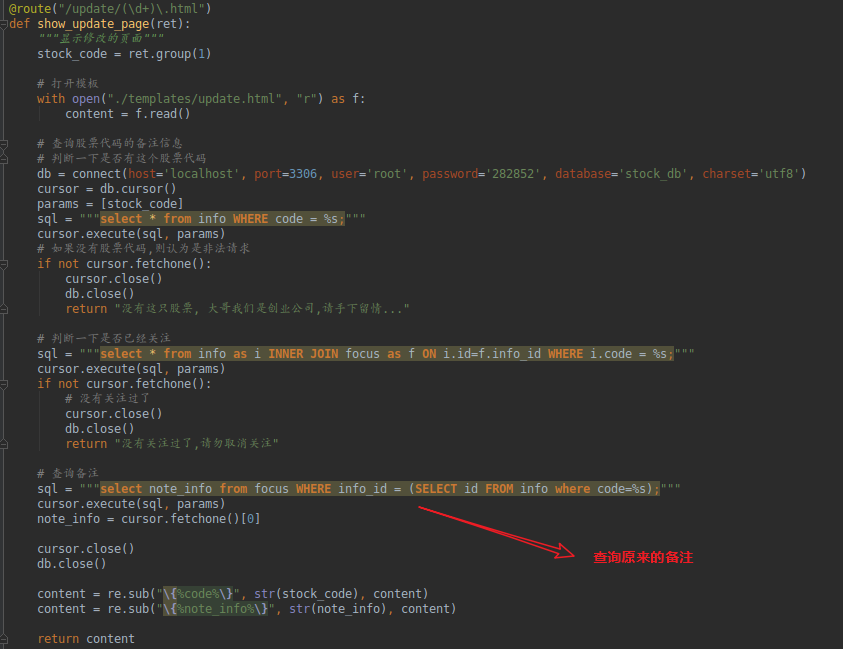 @route("/update/(\d+)\.html")
def show_update_page(ret):
    """显示修改的页面"""
    stock_code = ret.group(1)
    # 打开模板
    with open("./templates/update.html", "r") as f:
        content = f.read()
    # 查询股票代码的备注信息
    # 判断一下是否有这个股票代码
    db = connect(host='localhost', port=3306, user='root', password='282852', database='stock_db', charset='utf8')
    cursor = db.cursor()
    params = [stock_code]
    sql = """select * from info WHERE code = %s;"""
    cursor.execute(sql, params)
    # 如果没有股票代码,则认为是非法请求
    if not cursor.fetchone():
        cursor.close()
        db.close()
        return "没有这只股票, 大哥我们是创业公司,请手下留情..."
    # 判断一下是否已经关注
    sql = """select * from info as i INNER JOIN focus as f ON i.id=f.info_id WHERE i.code = %s;"""
    cursor.execute(sql, params)
    if not cursor.fetchone():
        # 没有关注过了
        cursor.close()
        db.close()
        return "没有关注过了,请勿取消关注"
    # 查询备注
    sql = """select note_info from focus WHERE info_id = (SELECT id FROM info where code=%s);"""
    cursor.execute(sql, params)
    note_info = cursor.fetchone()[0]
    cursor.close()
查询原来的备注
    db.close()
    content = re.sub("\{%code%\}", str(stock_code), content)
    content = re.sub("\{%note_info%\}", str(note_info), content)
    return content